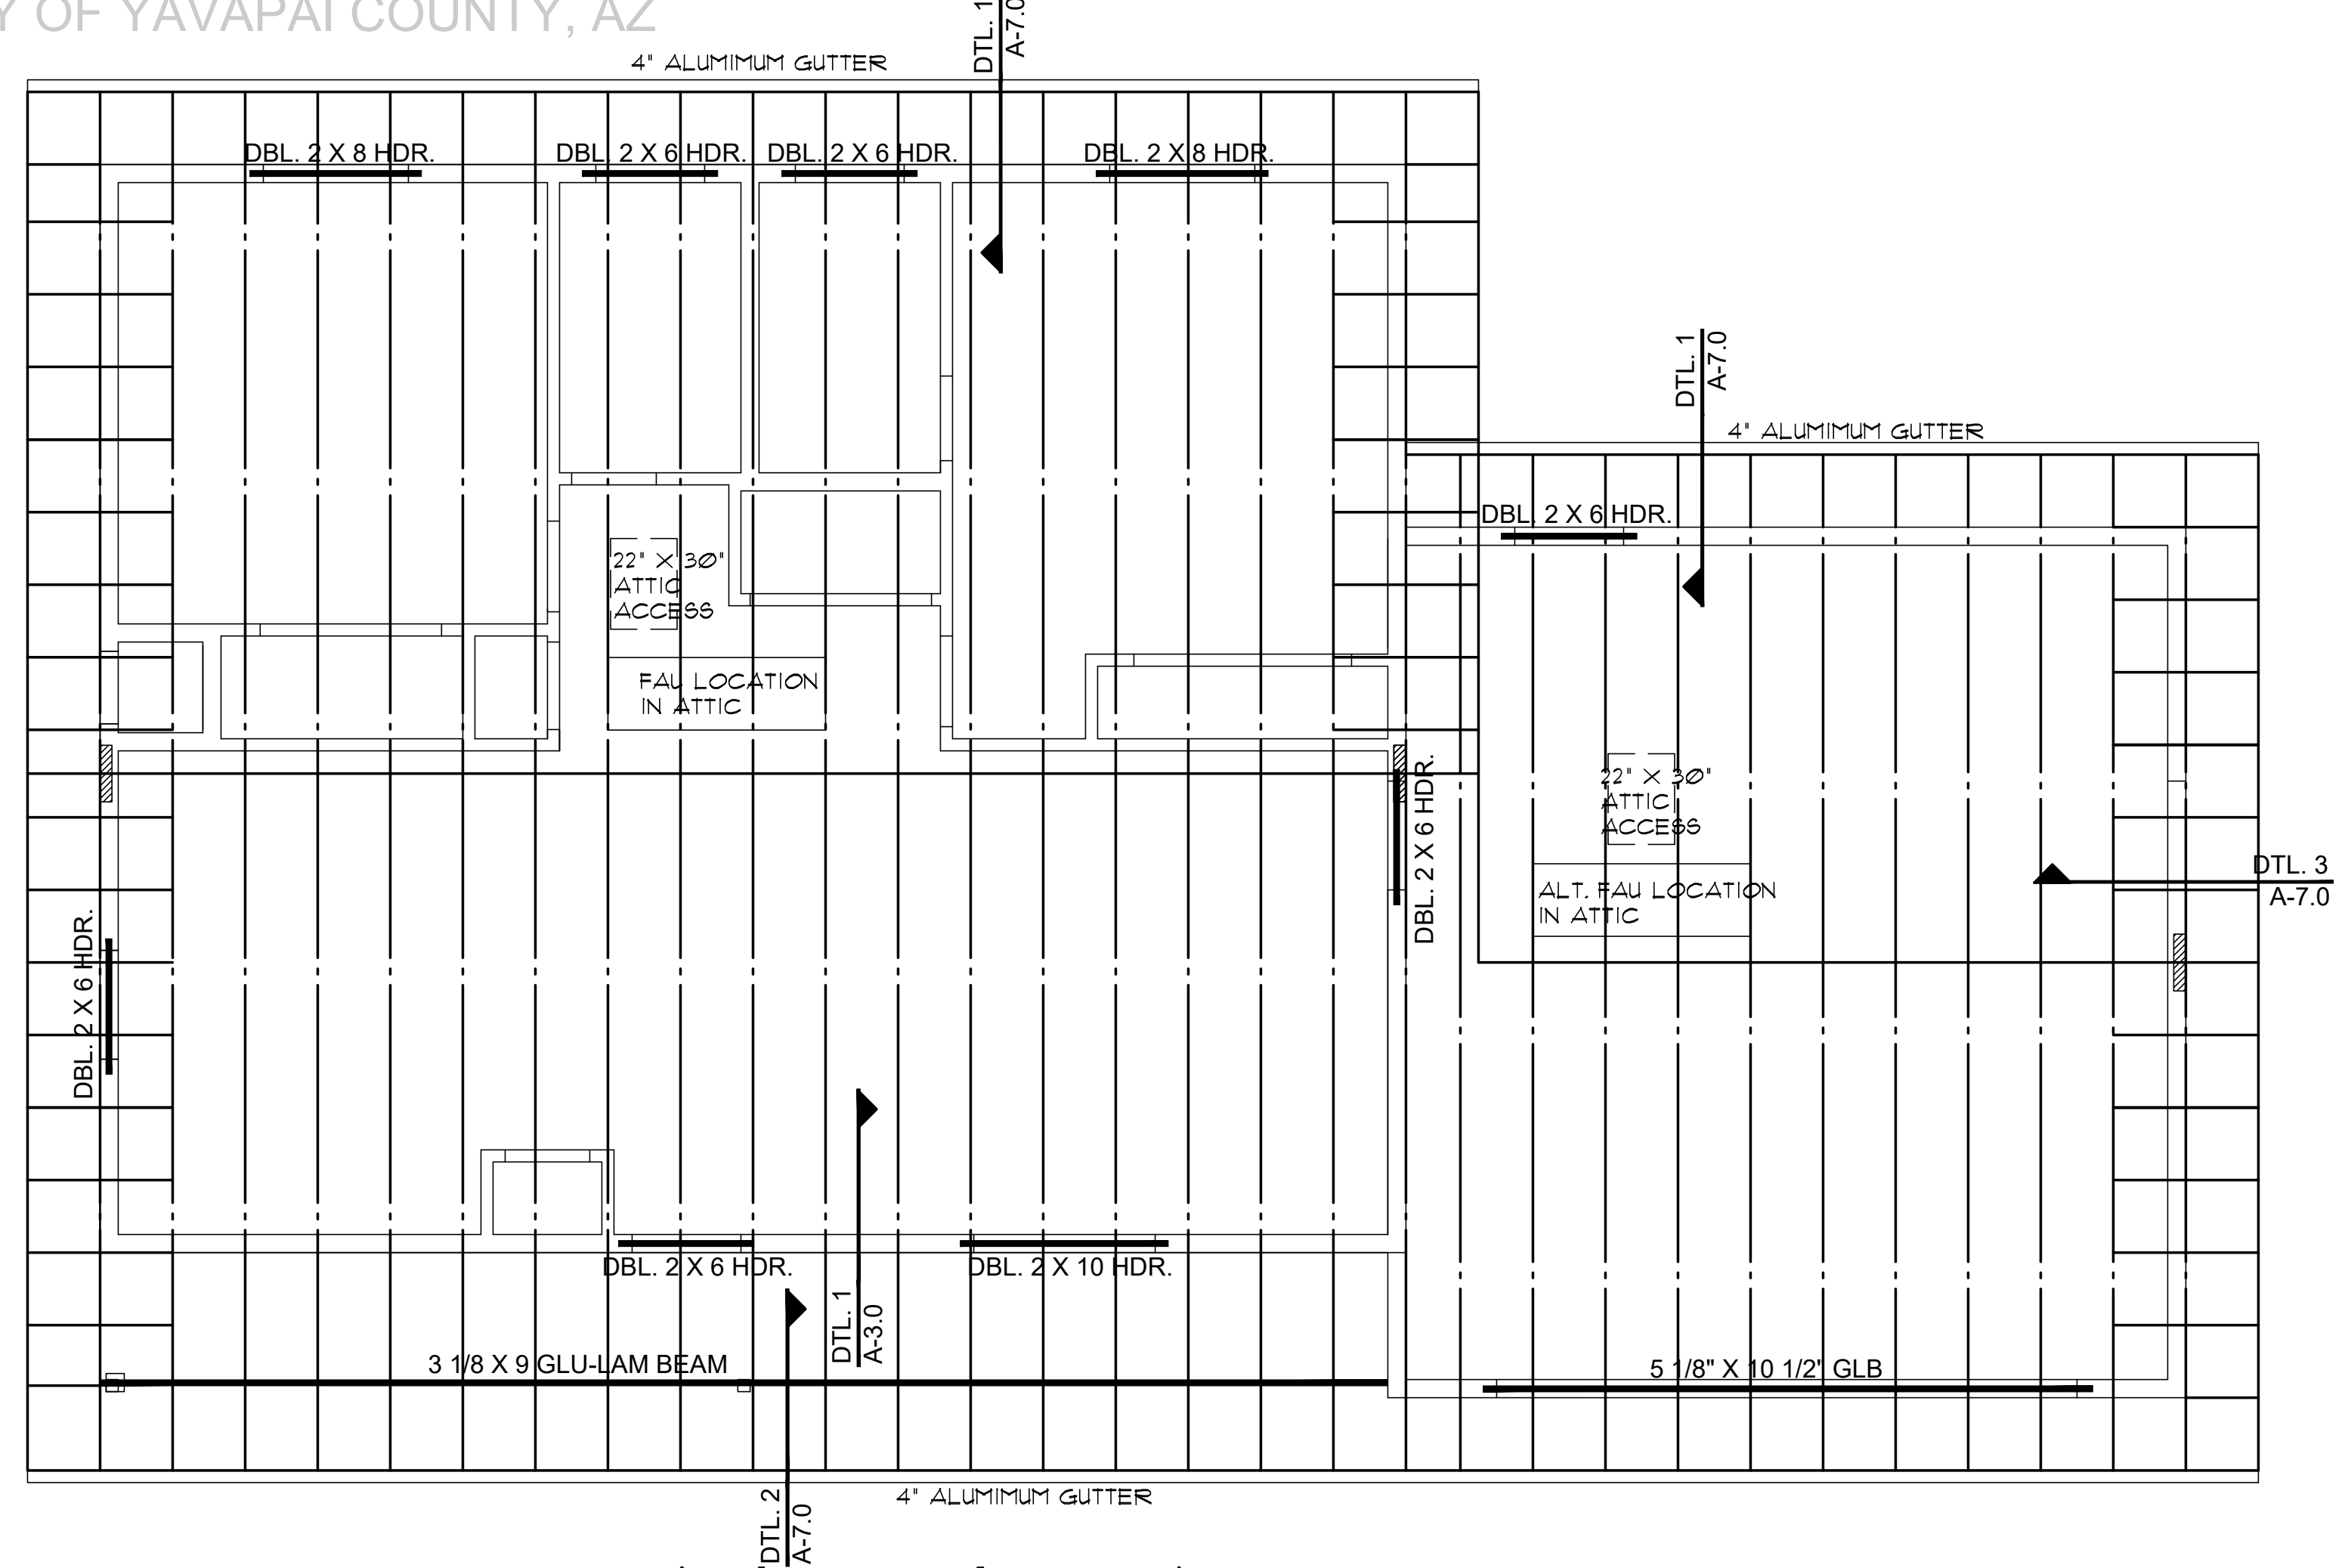 Y OF YAVAPAI COUNTY, AZ
DTL. 1
A-7.0
4" ALUMIMUM GUTTER
DBL. 2 X 8 HDR.
DBL. 2 X 6 HDR.
DBL. 2 X 6 HDR.
DBL. 2 X 8 HDR.
DTL. 1
A-7.0
4" ALUMIMUM GUTTER
DBL. 2 X 6 HDR.
22" X 30"
ATTIC
ACCESS
FAU LOCATION
IN ATTIC
22" X 30"
ATTIC
ACCESS
DBL. 2 X 6 HDR.
ALT. FAU LOCATION
IN ATTIC
DTL. 3
A-7.0
DBL. 2 X 6 HDR.
DBL. 2 X 6 HDR.
DBL. 2 X 10 HDR.
DTL. 1
A-3.0
3 1/8 X 9 GLU-LAM BEAM
5 1/8" X 10 1/2' GLB
4" ALUMIMUM GUTTER
DTL. 2
A-7.0